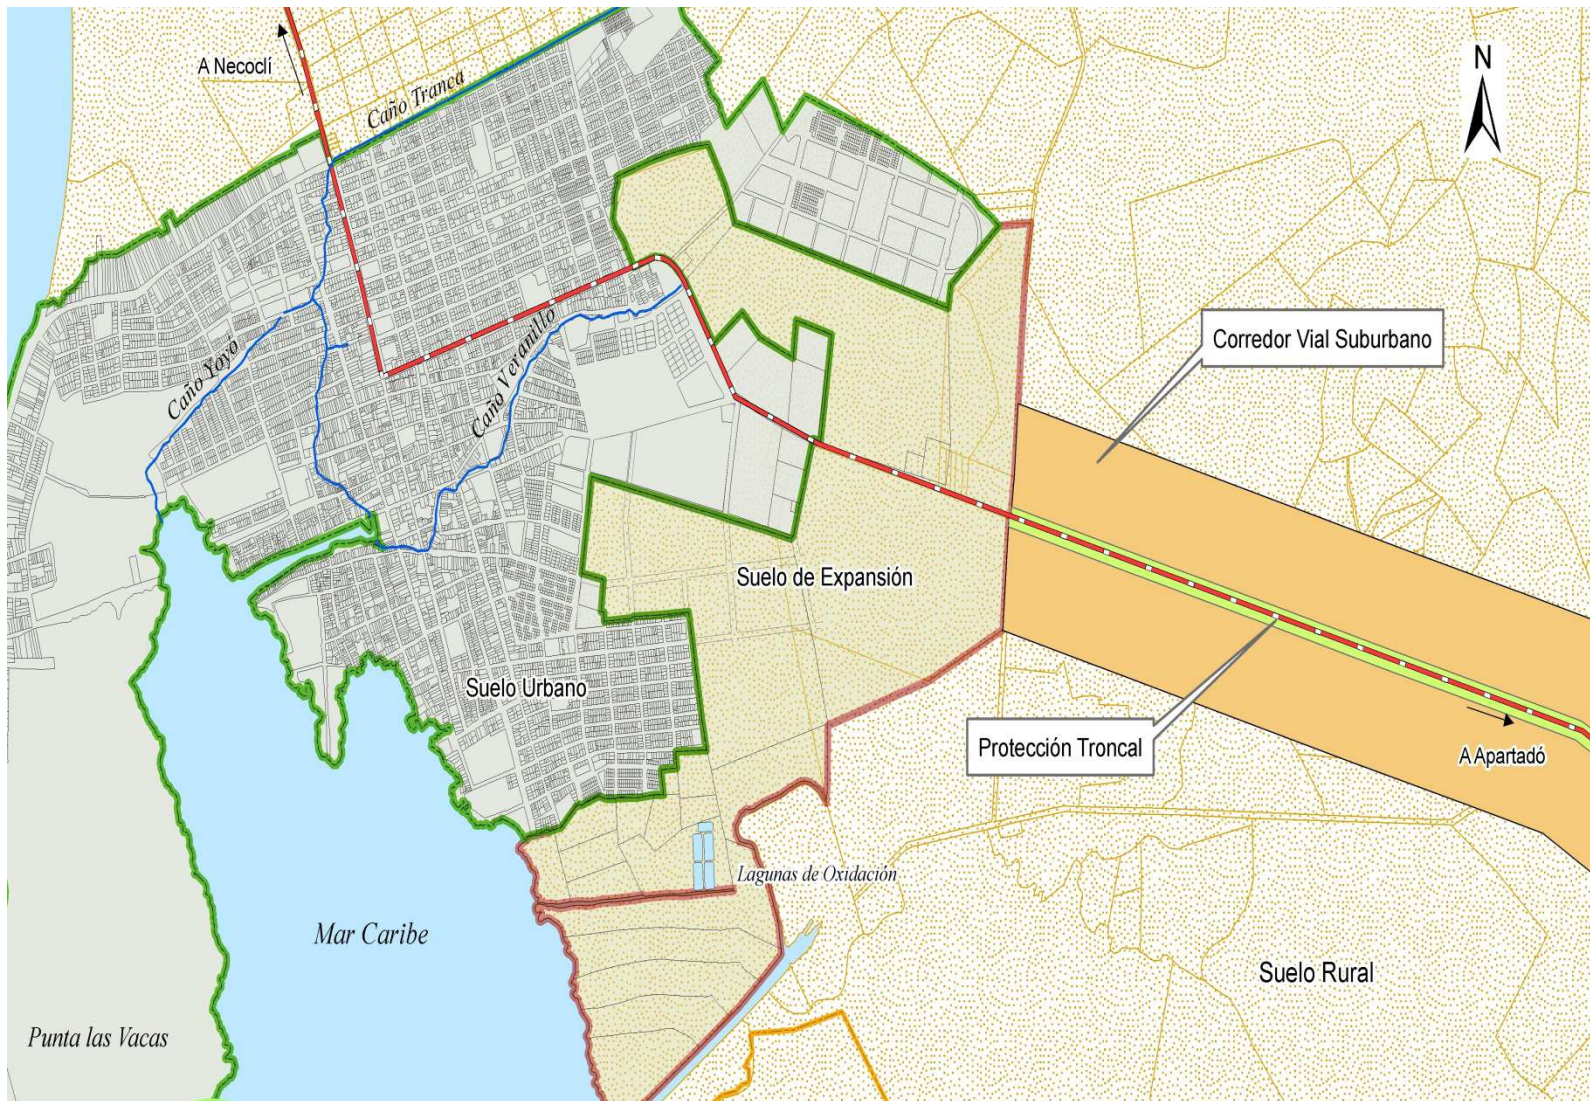 A Necoclí
N
Caño Tranca
Corredor Vial Suburbano
Caño Yoyó
Caño Veranillo
Suelo de Expansión
Suelo Urbano
Protección Troncal
A Apartadó
Lagunas de Oxidación
Mar Caribe
Suelo Rural
Punta las Vacas